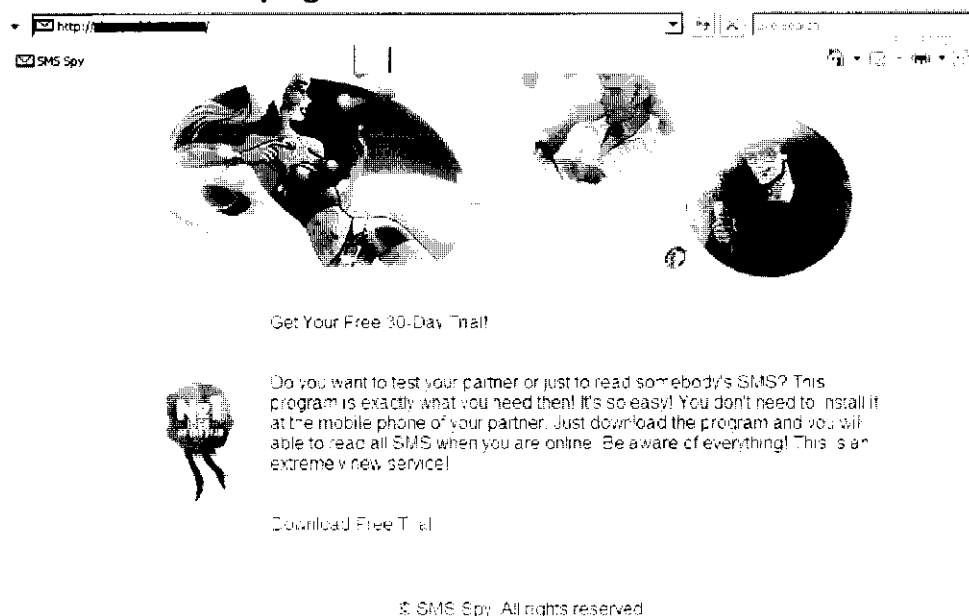 http://
SMS Spy
Live Search
Get Your Free 30-Day Trial!
Do you want to test your partner or just to read somebody's SMS? This
program is exactly what you need then! It's so easy! You don't need to install it
at the mobile phone of your partner. Just download the program and you will
able to read all SMS when you are online. Be aware of everything! This is an
extremely new service!
Download Free Trial
© SMS Spy. All rights reserved